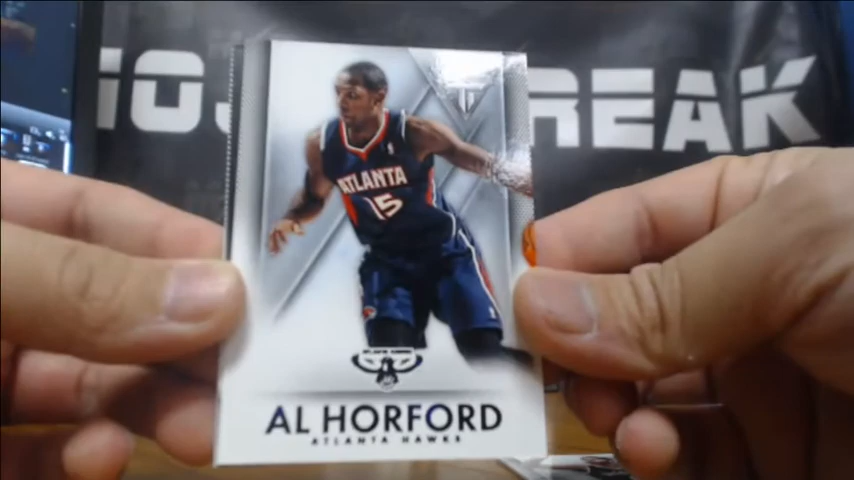 REAK
ATLANTA
15
AL HORFORD
ATLANTA HAWKS